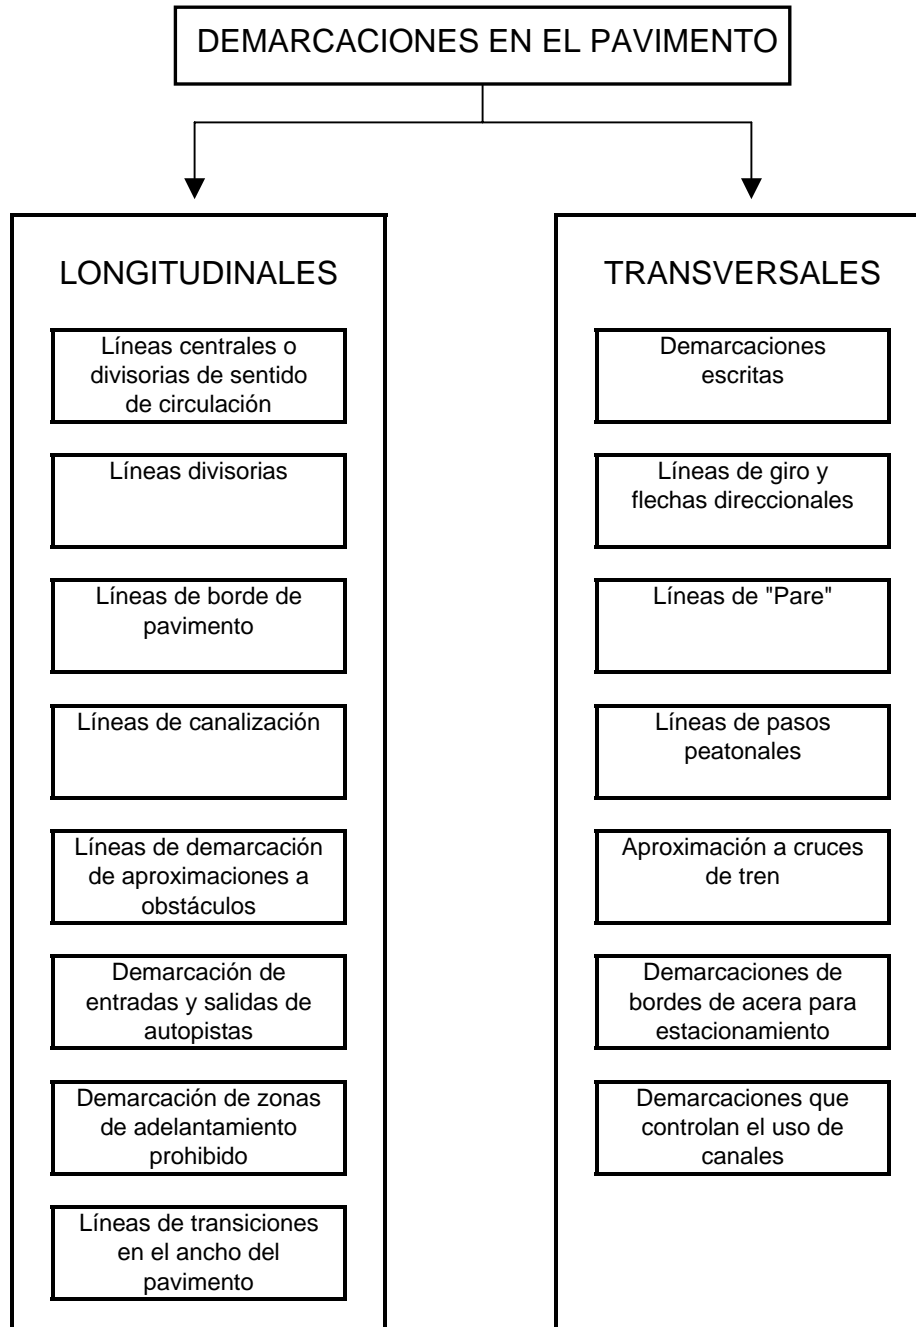 DEMARCACIONES EN EL PAVIMENTO
LONGITUDINALES
Líneas centrales o
divisorias de sentido
de circulación
Líneas divisorias
Líneas de borde de
pavimento
Líneas de canalización
Líneas de demarcación
de aproximaciones a
obstáculos
Demarcación de
entradas y salidas de
autopistas
Demarcación de zonas
de adelantamiento
prohibido
Líneas de transiciones
en el ancho del
pavimento
TRANSVERSALES
Demarcaciones
escritas
Líneas de giro y
flechas direccionales
Líneas de "Pare"
Líneas de pasos
peatonales
Aproximación a cruces
de tren
Demarcaciones de
bordes de acera para
estacionamiento
Demarcaciones que
controlan el uso de
canales